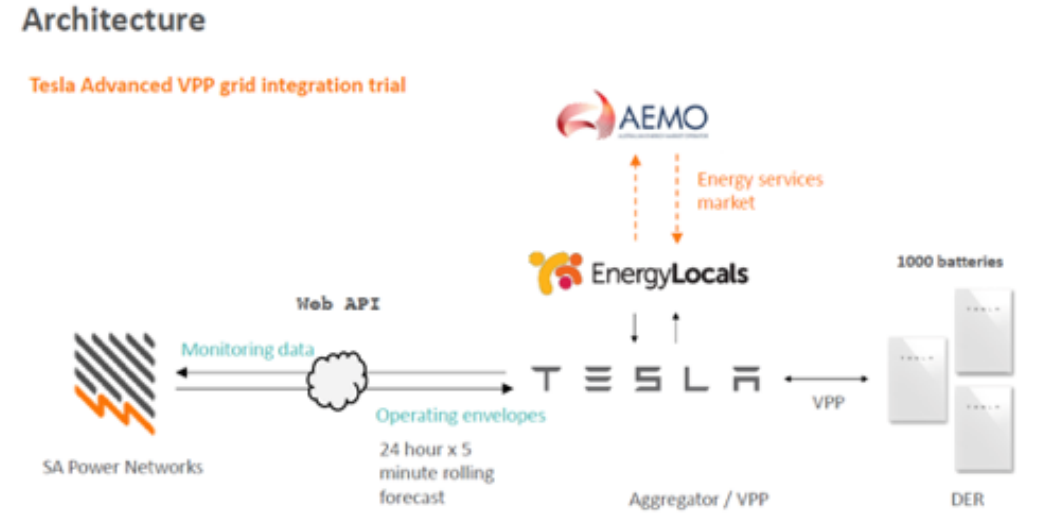 Architecture
Tesla Advanced VPP grid integration trial
AEMO
Energy services
market
EnergyLocals
1000 batteries
Web API
Monitoring data
TESLA
VPP
Operating envelopes
24 hour x 5
minute rolling
forecast
SA Power Networks
Aggregator / VPP
DER